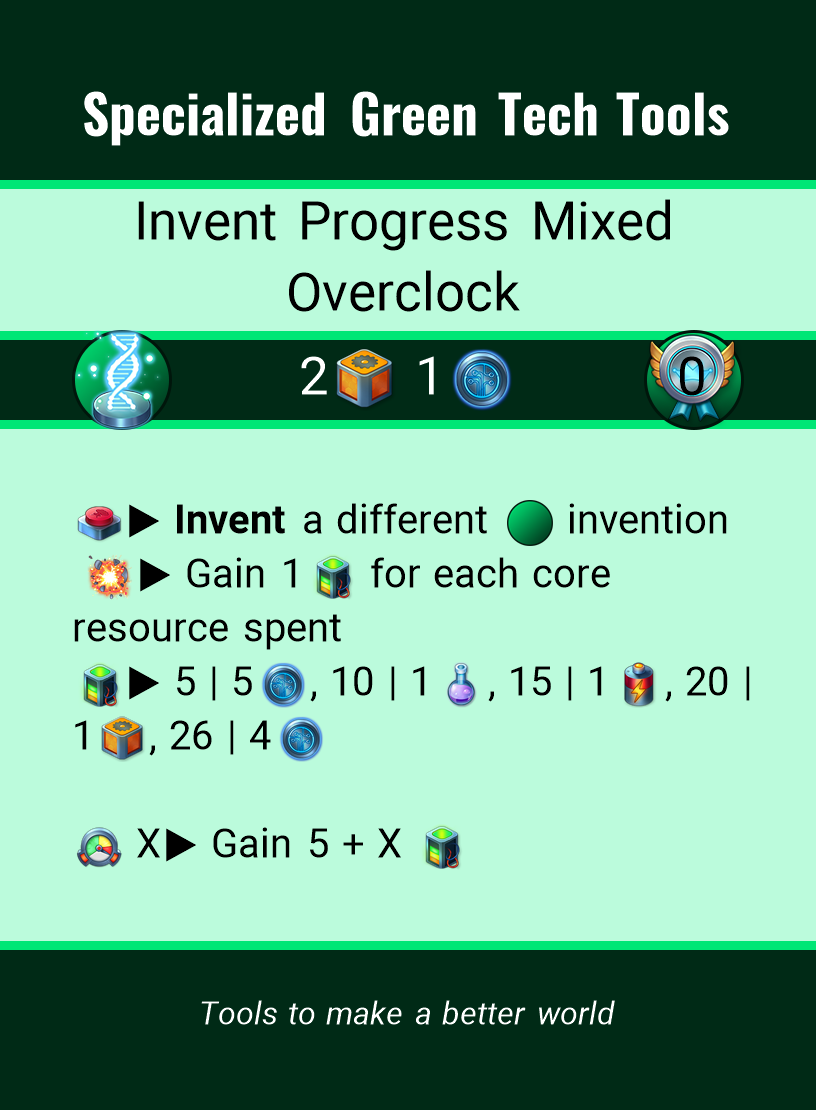 Specialized Green Tech Tools
Invent Progress Mixed
Overclock
2 1 0
▶ Invent a different invention
▶ Gain 1 for each core
resource spent
▶ 5 | 5 , 10 | 1 , 15 | 1 , 20 |
1 , 26 | 4
X▶ Gain 5 + X
Tools to make a better world